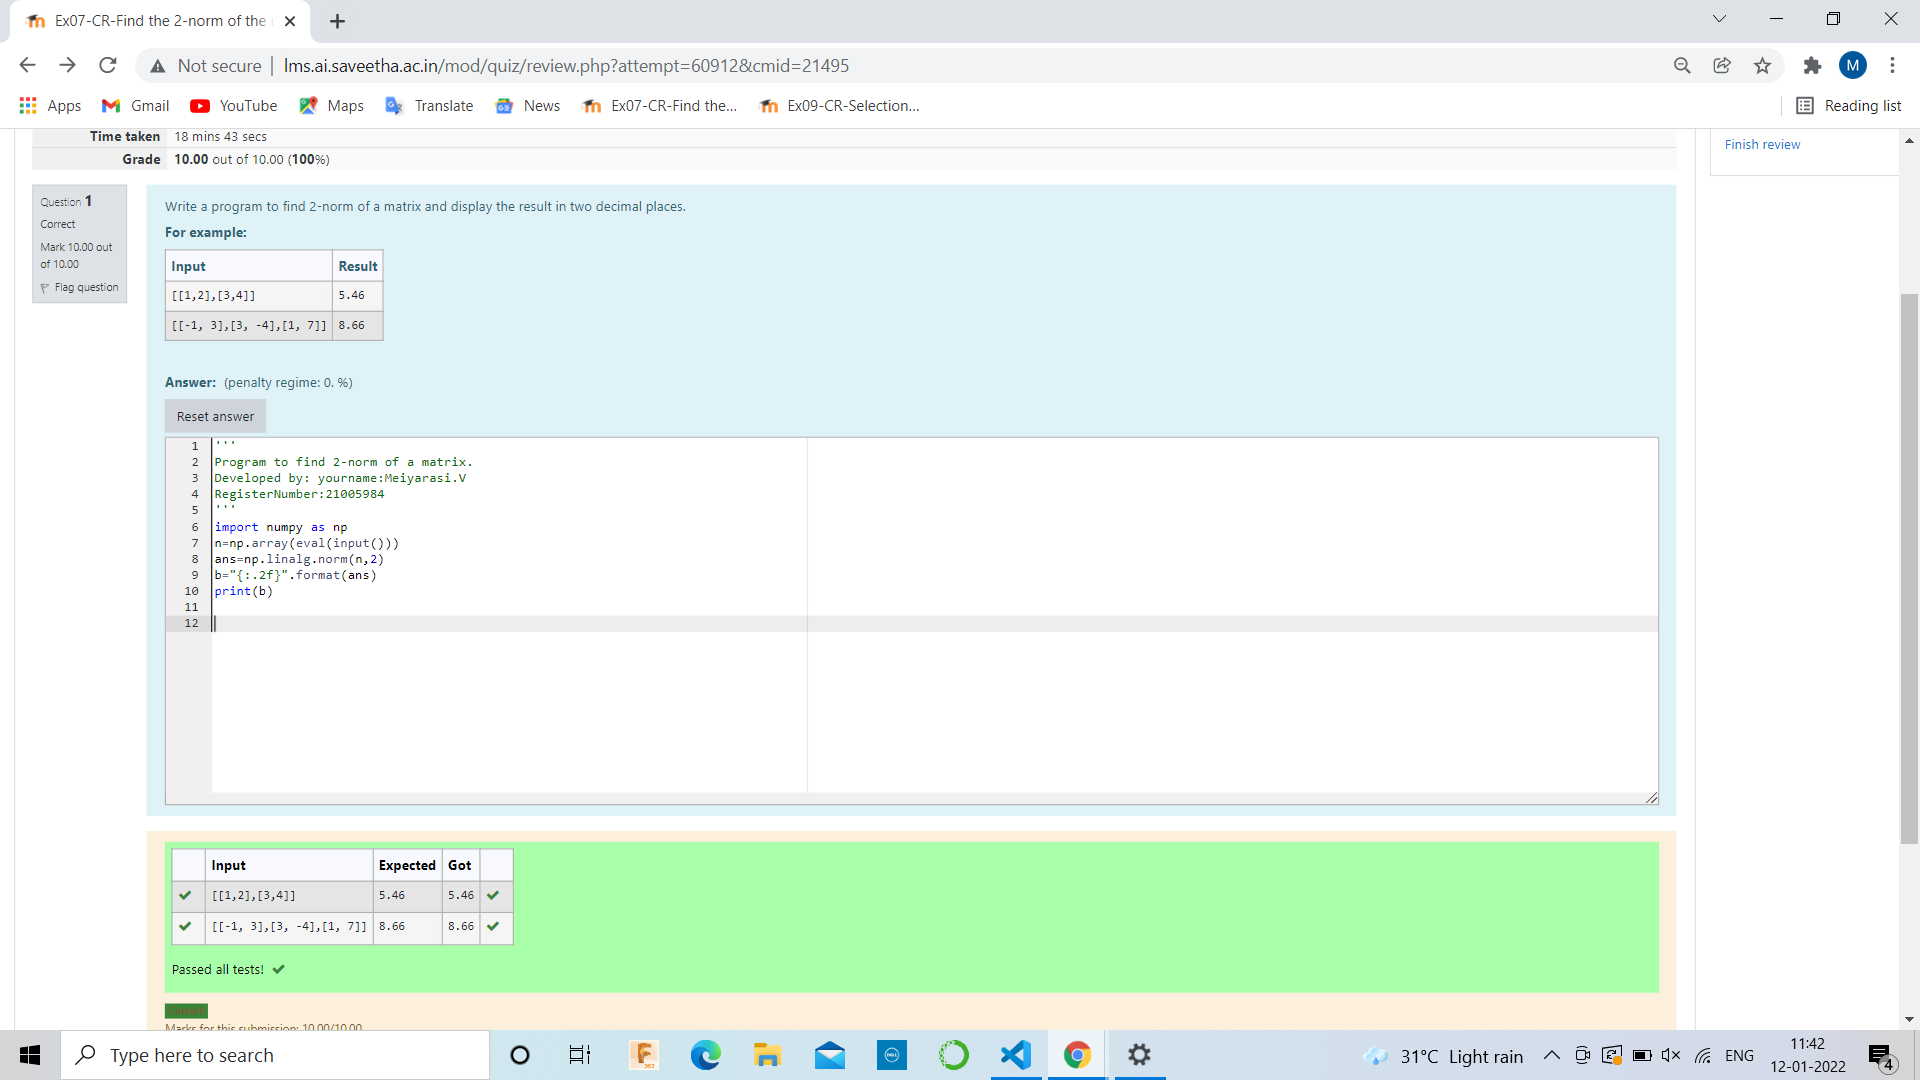 Ex07-CR-Find the 2-norm of the
Not secure | lms.ai.saveetha.ac.in/mod/quiz/review.php?attempt=60912&cmid=21495
M
Apps Gmail YouTube Maps Translate News Ex07-CR-Find the... Ex09-CR-Selection... Reading list
Time taken 18 mins 43 secs
Grade 10.00 out of 10.00 (100%)
Finish review
Question 1
Correct
Mark 10.00 out
of 10.00
Flag question
Write a program to find 2-norm of a matrix and display the result in two decimal places.
For example:
Input Result
[[1,2],[3,4]] 5.46
[[-1, 3],[3, -4],[1, 7]] 8.66
Answer: (penalty regime: 0. %)
Reset answer
1 '''
2 Program to find 2-norm of a matrix.
3 Developed by: yourname:Meiyarasi.V
4 RegisterNumber:21005984
5 '''
6 import numpy as np
7 n=np.array(eval(input()))
8 ans=np.linalg.norm(n,2)
9 b="{:.2f}".format(ans)
10 print(b)
11
12
Input Expected Got
[[1,2],[3,4]] 5.46 5.46
[[-1, 3],[3, -4],[1, 7]] 8.66 8.66
Passed all tests!
Correct
Marks for this submission: 10.00/10.00
Type here to search
31°C Light rain
ENG
11:42
12-01-2022
4